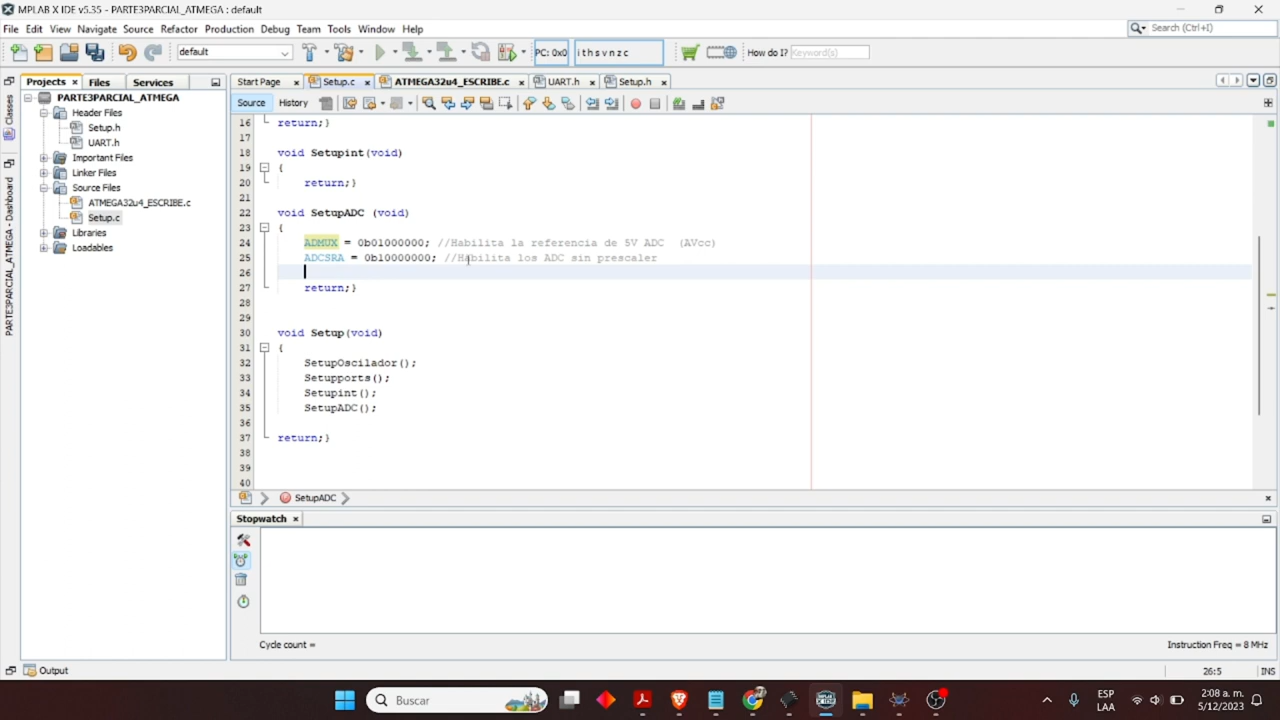 MPLAB X IDE v5.35 - PARTE3PARCIAL_ATMEGA : default
File Edit View Navigate Source Refactor Production Debug Team Tools Window Help
Search (Ctrl+I)
default
PC: 0x0
i t h s v n z c
How do I?
Keyword(s)
Projects
Files
Services
Start Page
Setup.c
ATMEGA32u4_ESCRIBE.c
UART.h
Setup.h
Classes
PARTE3PARCIAL_ATMEGA - Dashboard
PARTE3PARCIAL_ATMEGA
Header Files
Setup.h
UART.h
Important Files
Linker Files
Source Files
ATMEGA32u4_ESCRIBE.c
Setup.c
Libraries
Loadables
Source
History
16 return;}
17
18 void Setupint(void)
19 {
20 return;}
21
22 void SetupADC (void)
23 {
24 ADMUX = 0b01000000; //Habilita la referencia de 5V ADC (AVcc)
25 ADCSRA = 0b10000000; //Habilita los ADC sin prescaler
26
27 return;}
28
29
30 void Setup(void)
31 {
32 SetupOscilador();
33 Setupports();
34 Setupint();
35 SetupADC();
36
37 return;}
38
39
40
SetupADC
Stopwatch
Cycle count =
Instruction Freq = 8 MHz
Output
26:5
INS
Buscar
ESP
LAA
2:08 a. m.
5/12/2023